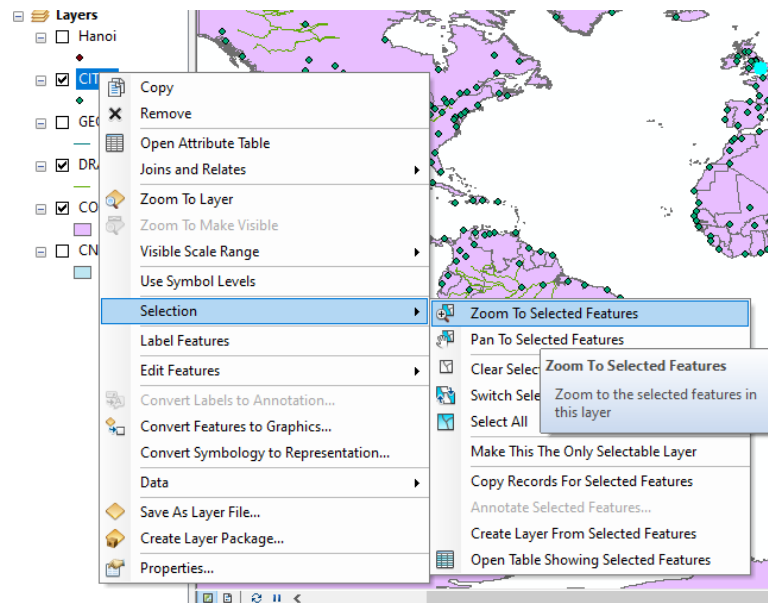 Layers
Hanoi
CIT
GEO
DRA
CO
CN
Copy
Remove
Open Attribute Table
Joins and Relates
Zoom To Layer
Zoom To Make Visible
Visible Scale Range
Use Symbol Levels
Selection
Label Features
Edit Features
Convert Labels to Annotation...
Convert Features to Graphics...
Convert Symbology to Representation...
Data
Save As Layer File...
Create Layer Package...
Properties...
Zoom To Selected Features
Pan To Selected Features
Clear Selec
Switch Sele
Select All
Make This The Only Selectable Layer
Copy Records For Selected Features
Annotate Selected Features...
Create Layer From Selected Features
Open Table Showing Selected Features
Zoom To Selected Features
Zoom to the selected features in
this layer